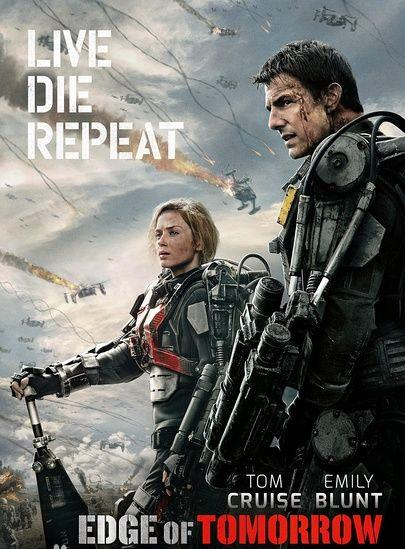 LIVE
DIE
REPEAT
TOM EMILY
CRUISE BLUNT
EDGE OF TOMORROW